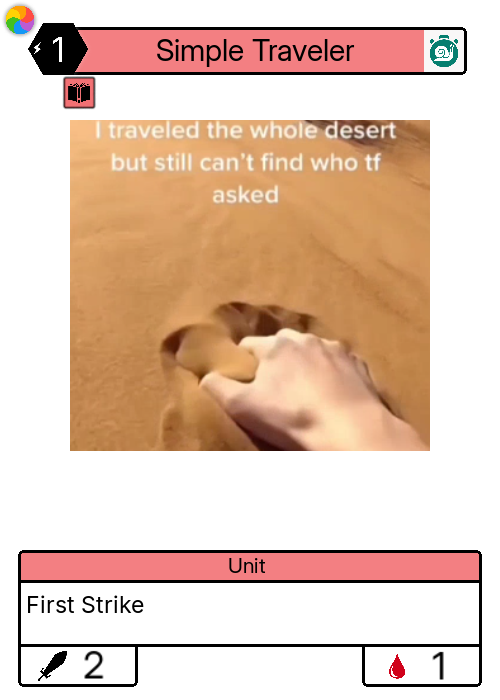 1
Simple Traveler
I traveled the whole desert
but still can't find who tf
asked
Unit
First Strike
2
1